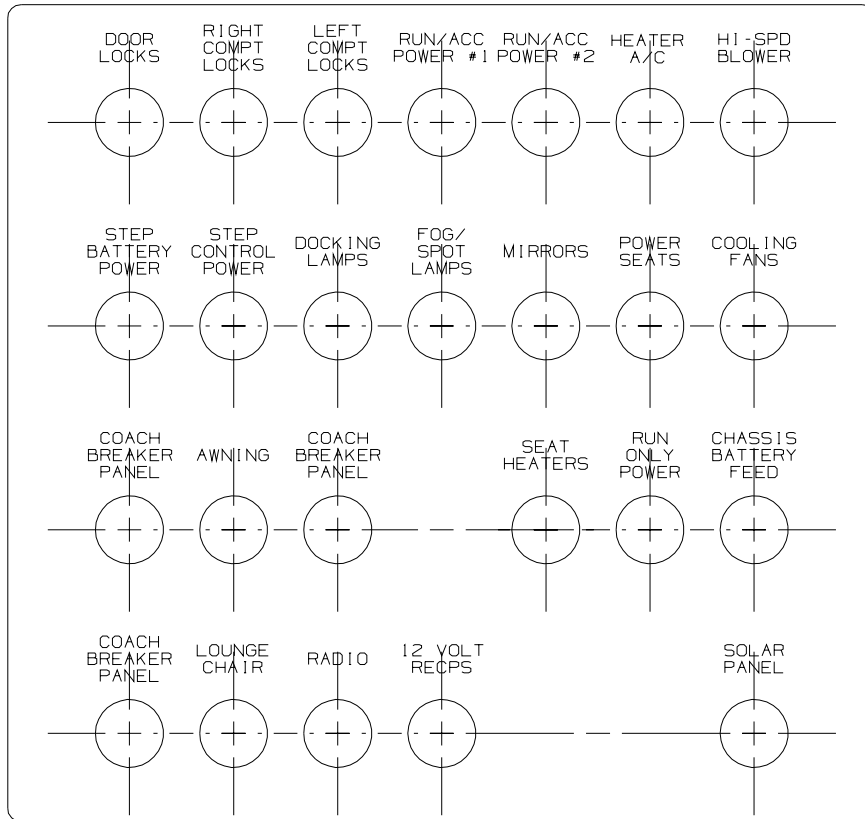 DOOR
LOCKS
RIGHT
COMPT
LOCKS
LEFT
COMPT
LOCKS
RUN/ACC
POWER #1
RUN/ACC
POWER #2
HEATER
A/C
HI-SPD
BLOWER
STEP
BATTERY
POWER
STEP
CONTROL
POWER
DOCKING
LAMPS
FOG/
SPOT
LAMPS
MIRRORS
POWER
SEATS
COOLING
FANS
COACH
BREAKER
PANEL
AWNING
COACH
BREAKER
PANEL
SEAT
HEATERS
RUN
ONLY
POWER
CHASSIS
BATTERY
FEED
COACH
BREAKER
PANEL
LOUNGE
CHAIR
RADIO
12 VOLT
RECPS
SOLAR
PANEL